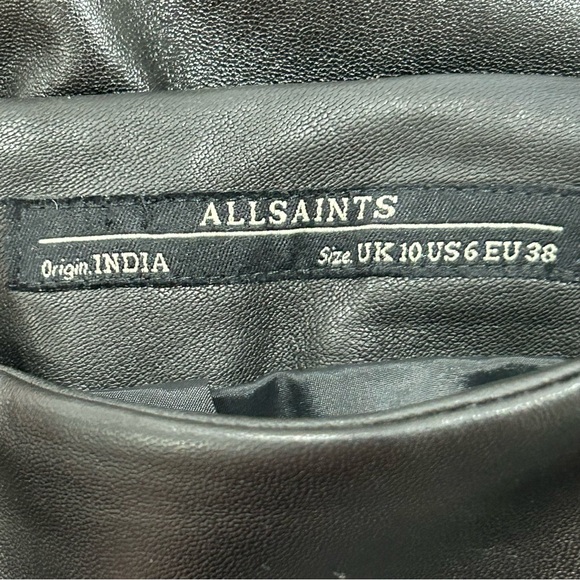 ALLSAINTS
Origin.INDIA Size.UK 10 US 6 EU 38